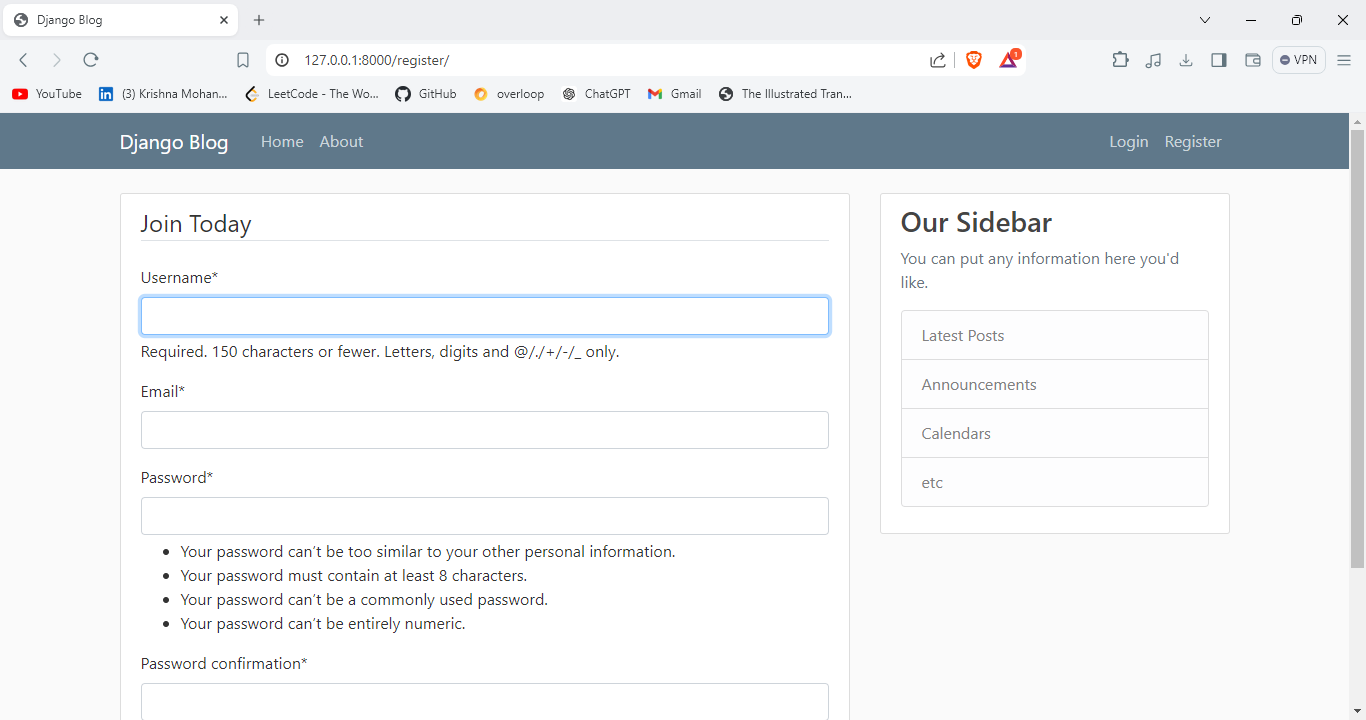 Django Blog
127.0.0.1:8000/register/
1
VPN
YouTube
(3) Krishna Mohan...
LeetCode - The Wo...
GitHub
overloop
ChatGPT
Gmail
The Illustrated Tran...
Django Blog Home About Login Register
Join Today
Username*
Required. 150 characters or fewer. Letters, digits and @/./+/-/_ only.
Email*
Password*
Your password can’t be too similar to your other personal information.
Your password must contain at least 8 characters.
Your password can’t be a commonly used password.
Your password can’t be entirely numeric.
Password confirmation*
Our Sidebar
You can put any information here you'd
like.
Latest Posts
Announcements
Calendars
etc